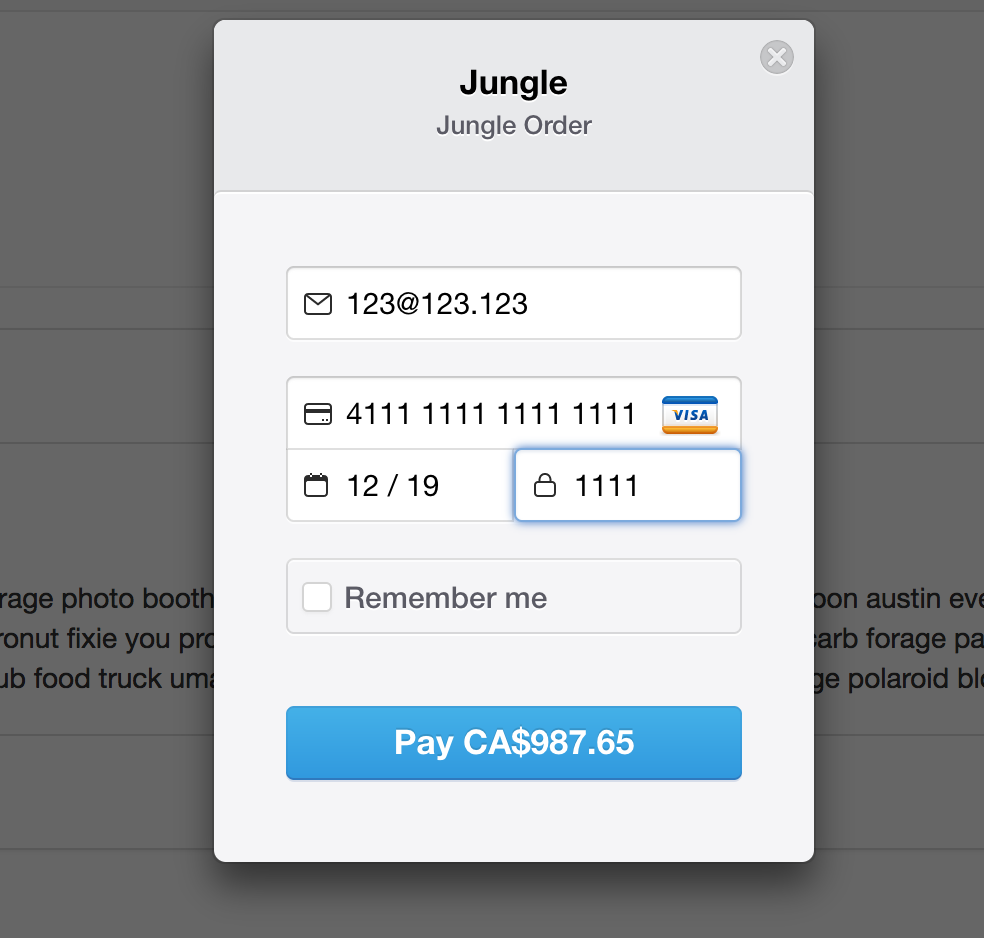 Jungle
Jungle Order
123@123.123
4111 1111 1111 1111 VISA
12 / 19 1111
Remember me
rage photo booth
oon austin eve
onut fixie you pro
carb forage pa
ub food truck uma
ge polaroid ble
Pay CA$987.65